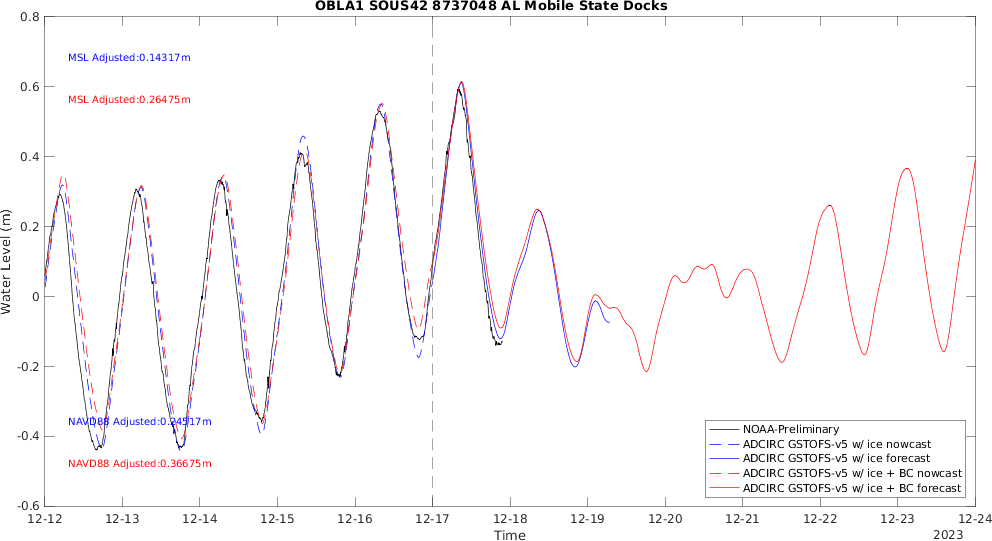 OBLA1 SOUS42 8737048 AL Mobile State Docks
0.8
0.6
0.4
0.2
0
-0.2
-0.4
-0.6
Water Level (m)
MSL Adjusted:0.14317m
MSL Adjusted:0.26475m
NAVD88 Adjusted:0.24517m
NAVD88 Adjusted:0.36675m
NOAA-Preliminary
ADCIRC GSTOFS-v5 w/ ice nowcast
ADCIRC GSTOFS-v5 w/ ice forecast
ADCIRC GSTOFS-v5 w/ ice + BC nowcast
ADCIRC GSTOFS-v5 w/ ice + BC forecast
12-12 12-13 12-14 12-15 12-16 12-17 12-18 12-19 12-20 12-21 12-22 12-23 12-24
Time
2023